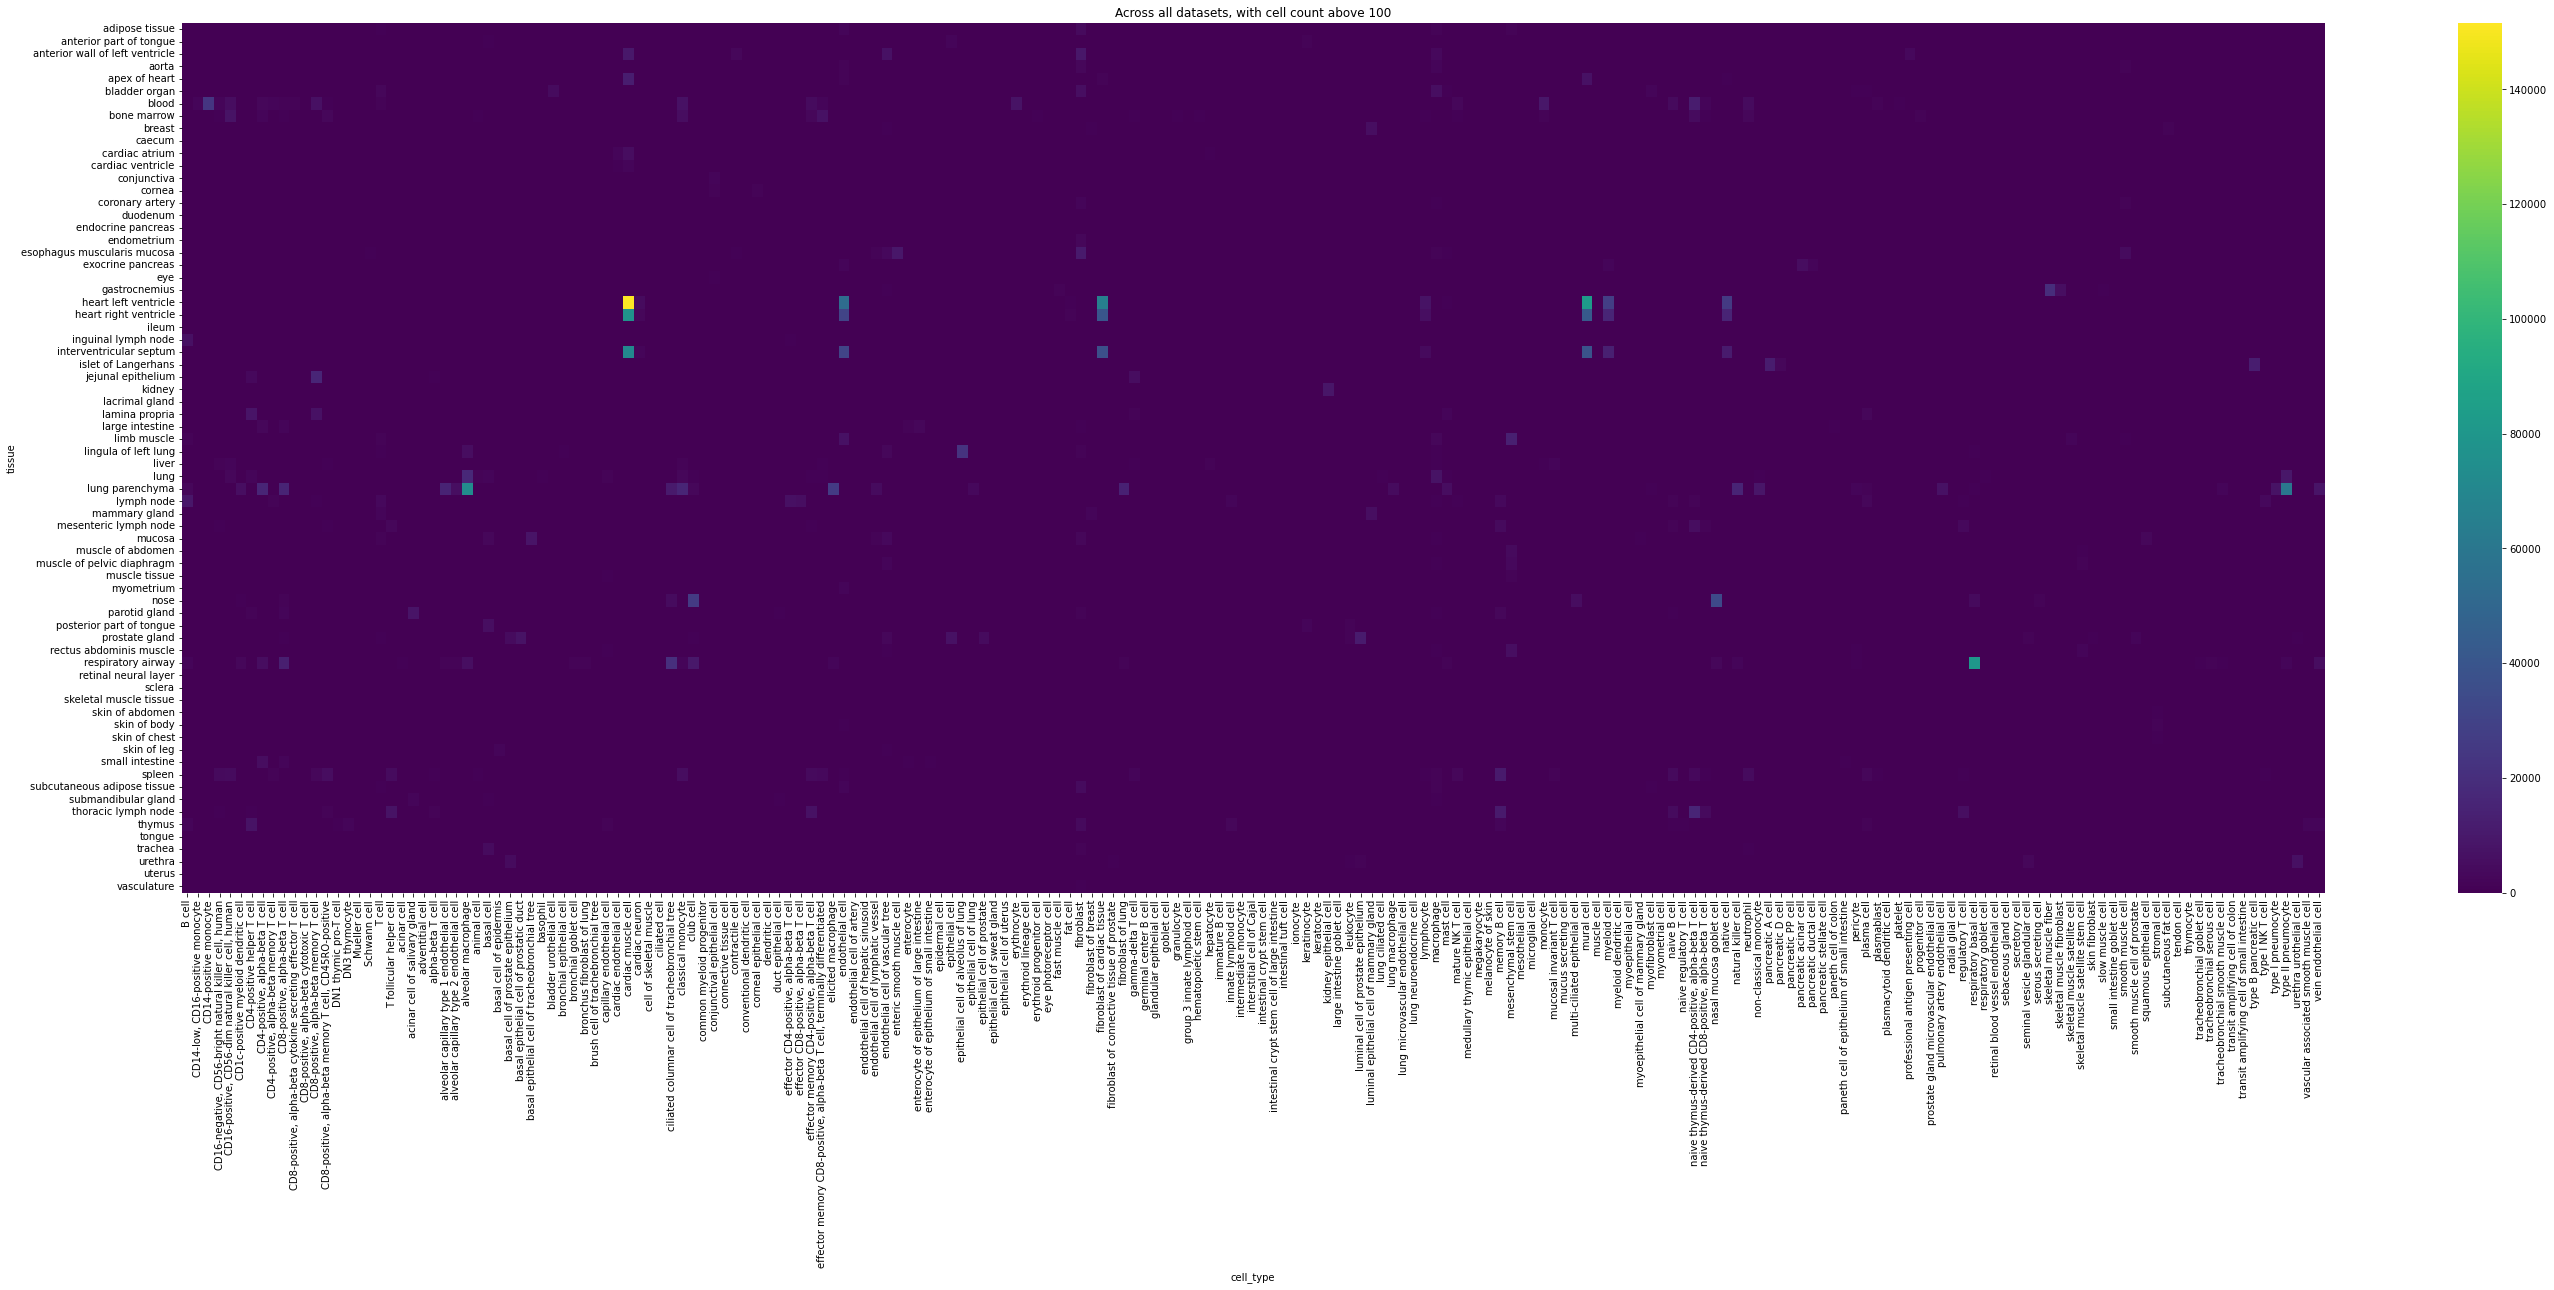 Across all datasets, with cell count above 100
tissue
adipose tissue
anterior part of tongue
anterior wall of left ventricle
aorta
apex of heart
bladder organ
blood
bone marrow
breast
caecum
cardiac atrium
cardiac ventricle
conjunctiva
cornea
coronary artery
duodenum
endocrine pancreas
endometrium
esophagus muscularis mucosa
exocrine pancreas
eye
gastrocnemius
heart left ventricle
heart right ventricle
ileum
inguinal lymph node
interventricular septum
islet of Langerhans
jejunal epithelium
kidney
lacrimal gland
lamina propria
large intestine
limb muscle
lingula of left lung
liver
lung
lung parenchyma
lymph node
mammary gland
mesenteric lymph node
mucosa
muscle of abdomen
muscle of pelvic diaphragm
muscle tissue
myometrium
nose
parotid gland
posterior part of tongue
prostate gland
rectus abdominis muscle
respiratory airway
retinal neural layer
sclera
skeletal muscle tissue
skin of abdomen
skin of body
skin of chest
skin of leg
small intestine
spleen
subcutaneous adipose tissue
submandibular gland
thoracic lymph node
thymus
tongue
trachea
urethra
uterus
vasculature
B cell
CD14-low, CD16-positive monocyte
CD14-positive monocyte
CD16-negative, CD56-bright natural killer cell, human
CD16-positive, CD56-dim natural killer cell, human
CD1c-positive myeloid dendritic cell
CD4-positive helper T cell
CD4-positive, alpha-beta T cell
CD4-positive, alpha-beta memory T cell
CD8-positive, alpha-beta T cell
CD8-positive, alpha-beta cytokine secreting effector T cell
CD8-positive, alpha-beta cytotoxic T cell
CD8-positive, alpha-beta memory T cell
CD8-positive, alpha-beta memory T cell, CD45RO-positive
DN1 thymic pro-T cell
DN3 thymocyte
Mueller cell
Schwann cell
T cell
T follicular helper cell
acinar cell
acinar cell of salivary gland
adventitial cell
alpha-beta T cell
alveolar capillary type 1 endothelial cell
alveolar capillary type 2 endothelial cell
alveolar macrophage
animal cell
basal cell
basal cell of epidermis
basal cell of prostate epithelium
basal epithelial cell of prostatic duct
basal epithelial cell of tracheobronchial tree
basophil
bladder urothelial cell
bronchial epithelial cell
bronchial goblet cell
bronchus fibroblast of lung
brush cell of trachebronchial tree
capillary endothelial cell
cardiac endothelial cell
cardiac muscle cell
cardiac neuron
cell of skeletal muscle
ciliated cell
ciliated columnar cell of tracheobronchial tree
classical monocyte
club cell
common myeloid progenitor
conjunctival epithelial cell
connective tissue cell
contractile cell
conventional dendritic cell
corneal epithelial cell
dendritic cell
duct epithelial cell
effector CD4-positive, alpha-beta T cell
effector CD8-positive, alpha-beta T cell
effector memory CD4-positive, alpha-beta T cell
effector memory CD8-positive, alpha-beta T cell, terminally differentiated
elicited macrophage
endothelial cell
endothelial cell of artery
endothelial cell of hepatic sinusoid
endothelial cell of lymphatic vessel
endothelial cell of vascular tree
enteric smooth muscle cell
enterocyte
enterocyte of epithelium of large intestine
enterocyte of epithelium of small intestine
epidermal cell
epithelial cell
epithelial cell of alveolus of lung
epithelial cell of lung
epithelial cell of prostate
epithelial cell of sweat gland
epithelial cell of uterus
erythrocyte
erythroid lineage cell
erythroid progenitor cell
eye photoreceptor cell
fast muscle cell
fat cell
fibroblast
fibroblast of breast
fibroblast of cardiac tissue
fibroblast of connective tissue of prostate
fibroblast of lung
gamma-delta T cell
germinal center B cell
glandular epithelial cell
goblet cell
granulocyte
group 3 innate lymphoid cell
hematopoietic stem cell
hepatocyte
immature B cell
innate lymphoid cell
intermediate monocyte
interstitial cell of Cajal
intestinal crypt stem cell
intestinal crypt stem cell of large intestine
intestinal tuft cell
ionocyte
keratinocyte
keratocyte
kidney epithelial cell
large intestine goblet cell
leukocyte
luminal cell of prostate epithelium
luminal epithelial cell of mammary gland
lung ciliated cell
lung macrophage
lung microvascular endothelial cell
lung neuroendocrine cell
lymphocyte
macrophage
mast cell
mature NK T cell
medullary thymic epithelial cell
megakaryocyte
melanocyte of skin
memory B cell
mesenchymal stem cell
mesothelial cell
microglial cell
monocyte
mucosal invariant T cell
mucus secreting cell
multi-ciliated epithelial cell
mural cell
muscle cell
myeloid cell
myeloid dendritic cell
myoepithelial cell
myoepithelial cell of mammary gland
myofibroblast cell
myometrial cell
naive B cell
naive regulatory T cell
naive thymus-derived CD4-positive, alpha-beta T cell
naive thymus-derived CD8-positive, alpha-beta T cell
nasal mucosa goblet cell
native cell
natural killer cell
neutrophil
non-classical monocyte
pancreatic A cell
pancreatic D cell
pancreatic PP cell
pancreatic acinar cell
pancreatic ductal cell
pancreatic stellate cell
paneth cell of colon
paneth cell of epithelium of small intestine
pericyte
plasma cell
plasmablast
plasmacytoid dendritic cell
platelet
professional antigen presenting cell
progenitor cell
prostate gland microvascular endothelial cell
pulmonary artery endothelial cell
radial glial cell
regulatory T cell
respiratory basal cell
respiratory goblet cell
retinal blood vessel endothelial cell
sebaceous gland cell
secretory cell
seminal vesicle glandular cell
serous secreting cell
skeletal muscle fiber
skeletal muscle fibroblast
skeletal muscle satellite cell
skeletal muscle satellite stem cell
skin fibroblast
slow muscle cell
small intestine goblet cell
smooth muscle cell
smooth muscle cell of prostate
squamous epithelial cell
stromal cell
subcutaneous fat cell
tendon cell
thymocyte
tracheal goblet cell
tracheobronchial serous cell
tracheobronchial smooth muscle cell
transit amplifying cell of colon
transit amplifying cell of small intestine
type B pancreatic cell
type I NK T cell
type I pneumocyte
type II pneumocyte
urethra urothelial cell
vascular associated smooth muscle cell
vein endothelial cell
cell_type
140000
120000
100000
80000
60000
40000
20000
0